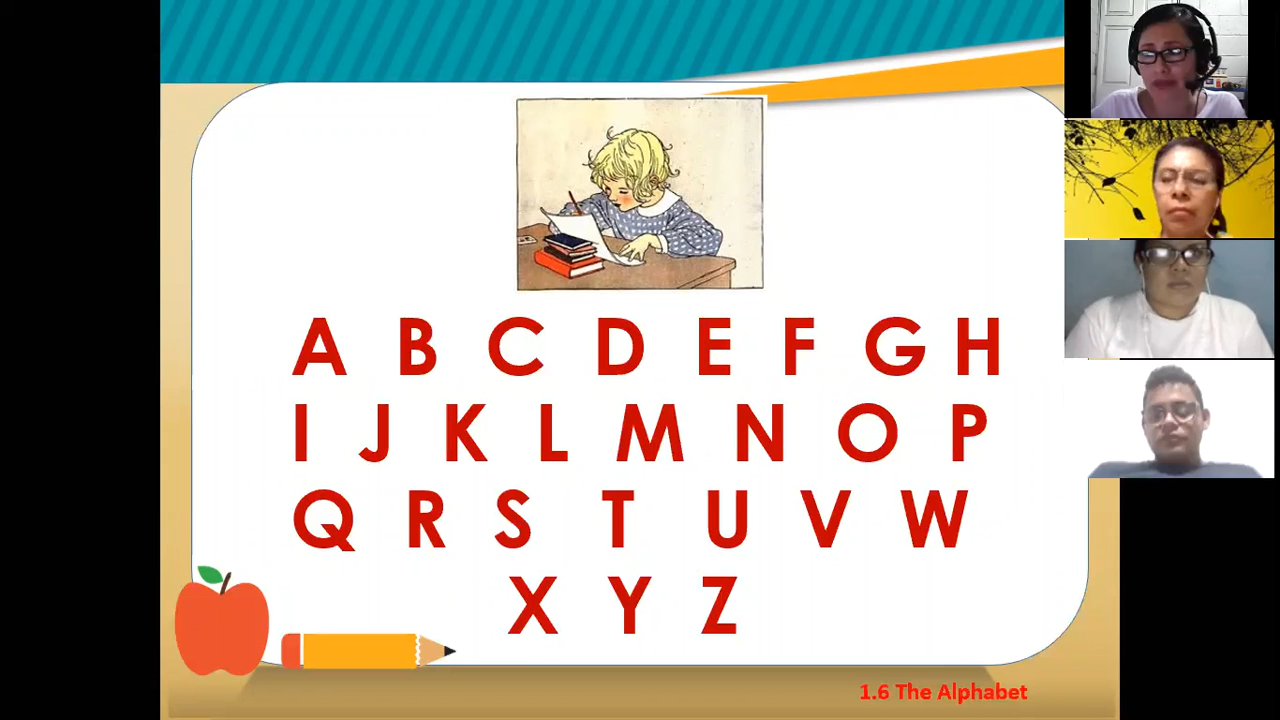 A B C D E F G H
I J K L M N O P
Q R S T U V W
X Y Z
1.6 The Alphabet